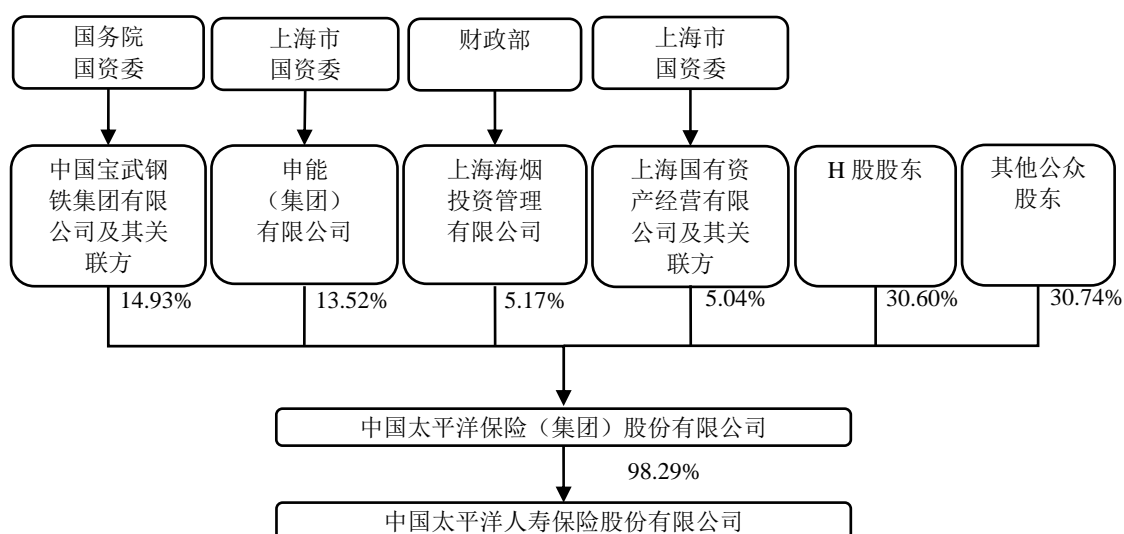 国务院
国资委
上海市
国资委
财政部
上海市
国资委
中国宝武钢
铁集团有限
公司及其关
联方
申能
（集团）
有限公司
上海海烟
投资管理
有限公司
上海国有资
产经营有限
公司及其关
联方
H 股股东
其他公众
股东
14.93%
13.52%
5.17%
5.04%
30.60%
30.74%
中国太平洋保险（集团）股份有限公司
98.29%
中国太平洋人寿保险股份有限公司